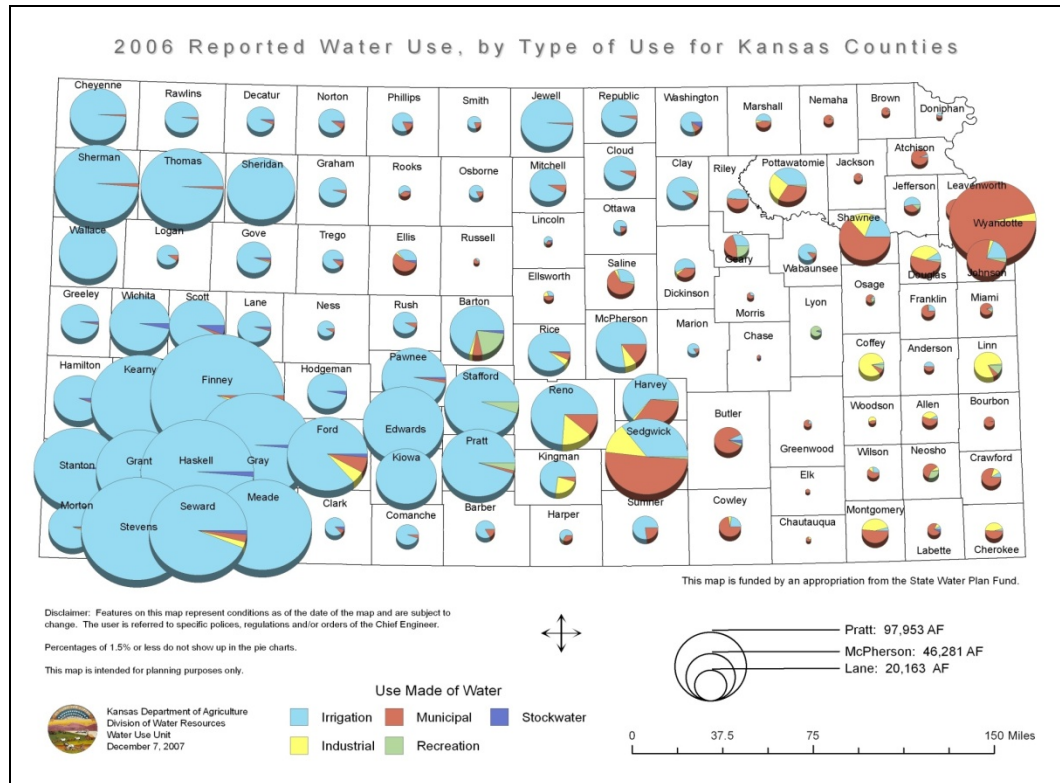 2006 Reported Water Use, by Type of Use for Kansas Counties
Cheyenne
Rawlins
Decatur
Norton
Phillips
Smith
Jewell
Republic
Washington
Marshall
Nemaha
Brown
Doniphan
Sherman
Thomas
Sheridan
Graham
Rooks
Osborne
Mitchell
Cloud
Clay
Riley
Pottawatomie
Jackson
Atchison
Jefferson
Leavenworth
Wyandotte
Wallace
Logan
Gove
Trego
Ellis
Russell
Lincoln
Ottawa
Saline
Ellsworth
Dickinson
Geary
Wabaunsee
Shawnee
Douglas
Johnson
Greeley
Wichita
Scott
Lane
Ness
Rush
Barton
Rice
McPherson
Marion
Morris
Chase
Lyon
Osage
Franklin
Miami
Coffey
Anderson
Linn
Hamilton
Kearny
Finney
Hodgeman
Pawnee
Stafford
Reno
Harvey
Sedgwick
Butler
Greenwood
Woodson
Allen
Bourbon
Stanton
Grant
Haskell
Gray
Ford
Edwards
Kiowa
Pratt
Kingman
Elk
Wilson
Neosho
Crawford
Morton
Stevens
Seward
Meade
Clark
Comanche
Barber
Harper
Sumner
Cowley
Chautauqua
Montgomery
Labette
Cherokee
This map is funded by an appropriation from the State Water Plan Fund.
Disclaimer: Features on this map represent conditions as of the date of the map and are subject to
change. The user is referred to specific polices, regulations and/or orders of the Chief Engineer.
Percentages of 1.5% or less do not show up in the pie charts.
This map is intended for planning purposes only.
Pratt: 97,953 AF
McPherson: 46,281 AF
Lane: 20,163 AF
Use Made of Water
Irrigation
Municipal
Stockwater
Industrial
Recreation
Kansas Department of Agriculture
Division of Water Resources
Water Use Unit
December 7, 2007
0 37.5 75 150 Miles